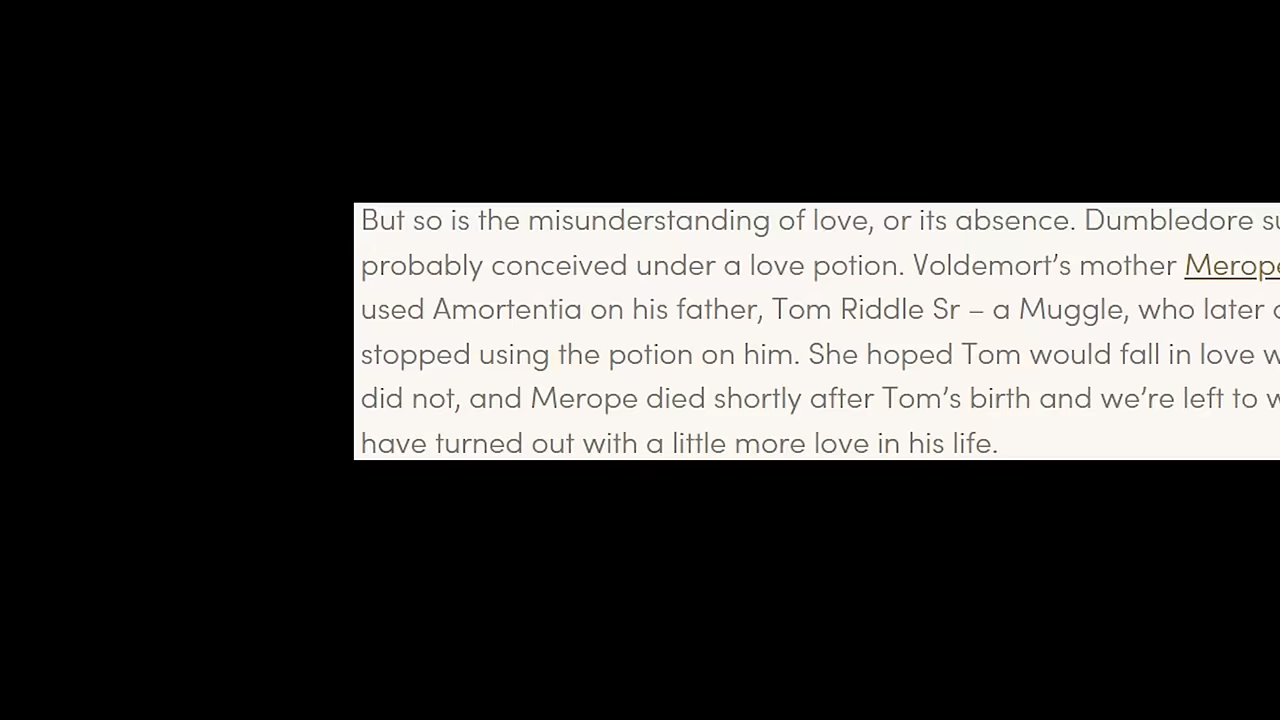 But so is the misunderstanding of love, or its absence. Dumbledore
probably conceived under a love potion. Voldemort’s mother Merope
used Amortentia on his father, Tom Riddle Sr – a Muggle, who later
stopped using the potion on him. She hoped Tom would fall in love
did not, and Merope died shortly after Tom’s birth and we’re left to
have turned out with a little more love in his life.